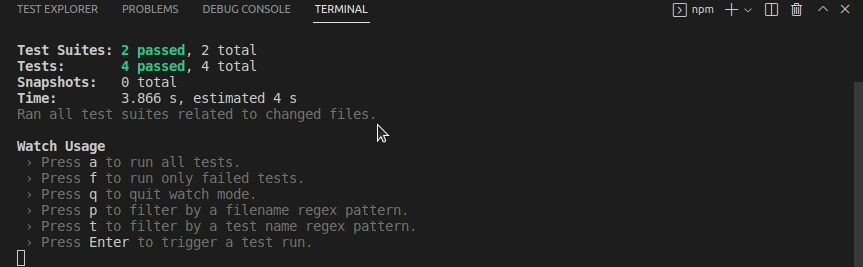 TEST EXPLORER PROBLEMS DEBUG CONSOLE TERMINAL npm
Test Suites: 2 passed, 2 total
Tests: 4 passed, 4 total
Snapshots: 0 total
Time: 3.866 s, estimated 4 s
Ran all test suites related to changed files.
Watch Usage
› Press a to run all tests.
› Press f to run only failed tests.
› Press q to quit watch mode.
› Press p to filter by a filename regex pattern.
› Press t to filter by a test name regex pattern.
› Press Enter to trigger a test run.